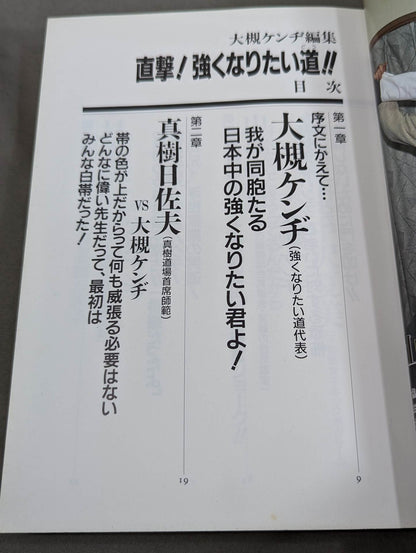 大槻ケンヂ編集
直撃!強くなりたい道!!
目次
第一章
序文にかえて…
大槻ケンヂ(強くなりたい道代表)
我が同胞たる
日本中の強くなりたい君よ!
9
第二章
真樹日佐夫(真樹道場首席師範)
VS大槻ケンヂ
帯の色が上だからって何も威張る必要はない
どんなに偉い先生だって、最初は
みんな白帯だった!
19